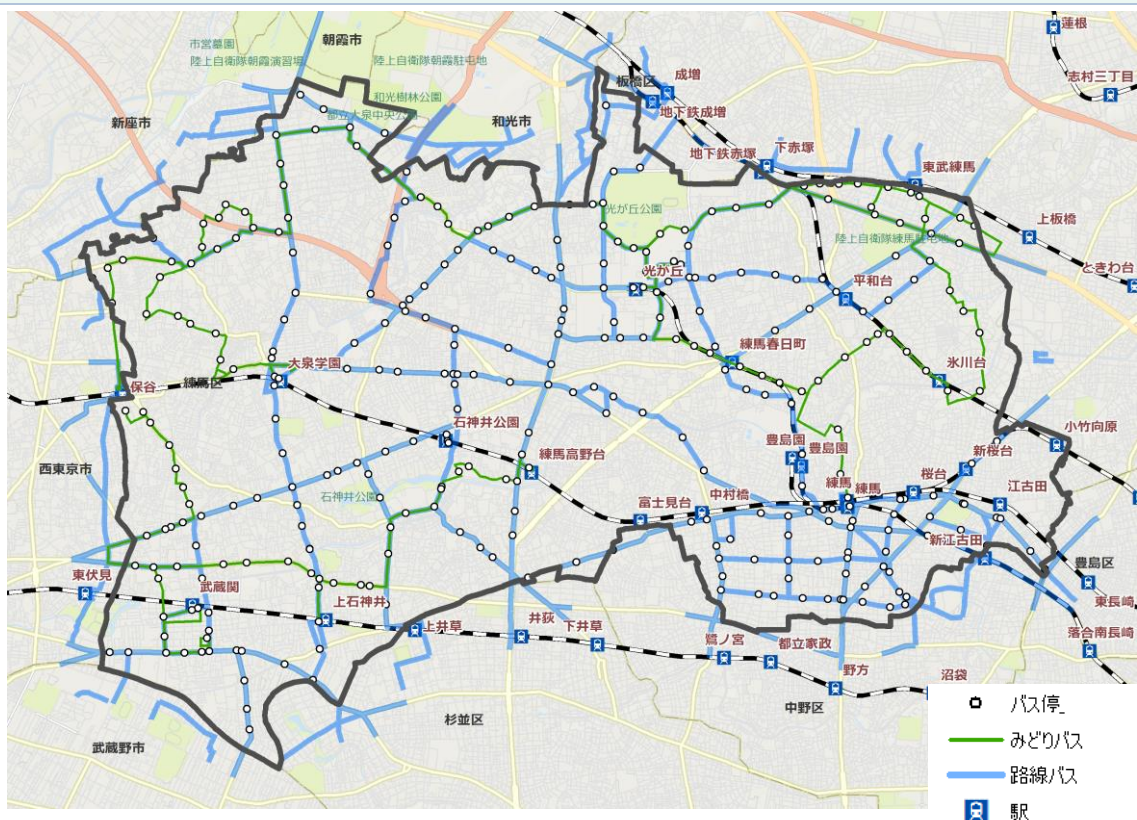 蓮根
市営墓園
朝霞市
陸上自衛隊朝霞演習場
陸上自衛隊朝霞駐屯地
板橋区
成増
志村三丁目
和光樹林公園
都立大泉中央公園
新座市
和光市
地下鉄成増
地下鉄赤塚
下赤塚
東武練馬
光が丘公園
上板橋
陸上自衛隊練馬駐屯地
ときわ台
光が丘
平和台
練馬春日町
大泉学園
氷川台
保谷
練馬区
石神井公園
小竹向原
豊島園
豊島園
新桜台
練馬高野台
西東京市
石神井公園
練馬
練馬
桜台
江古田
富士見台
中村橋
新江古田
豊島区
東伏見
武蔵関
東長崎
上石神井
上井草
井荻
下井草
落合南長崎
鷺ノ宮
都立家政
野方
沼袋
杉並区
中野区
武蔵野市
バス停_
みどりバス
路線バス
駅